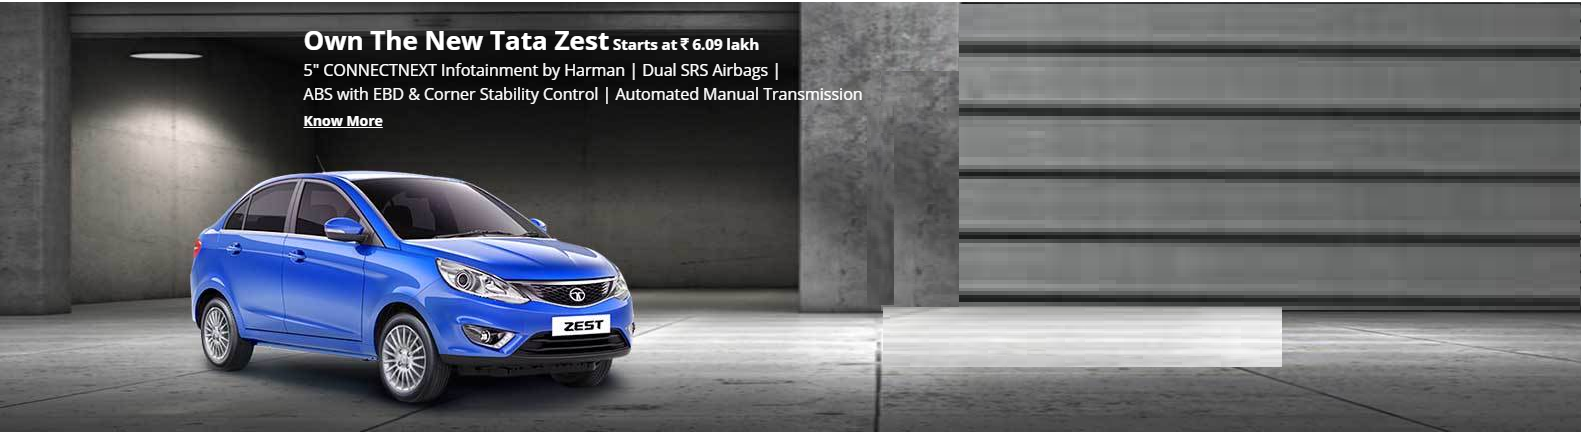 Own The New Tata Zest Starts at ₹ 6.09 lakh
5" CONNECTNEXT Infotainment by Harman | Dual SRS Airbags |
ABS with EBD & Corner Stability Control | Automated Manual Transmission
Know More
ZEST